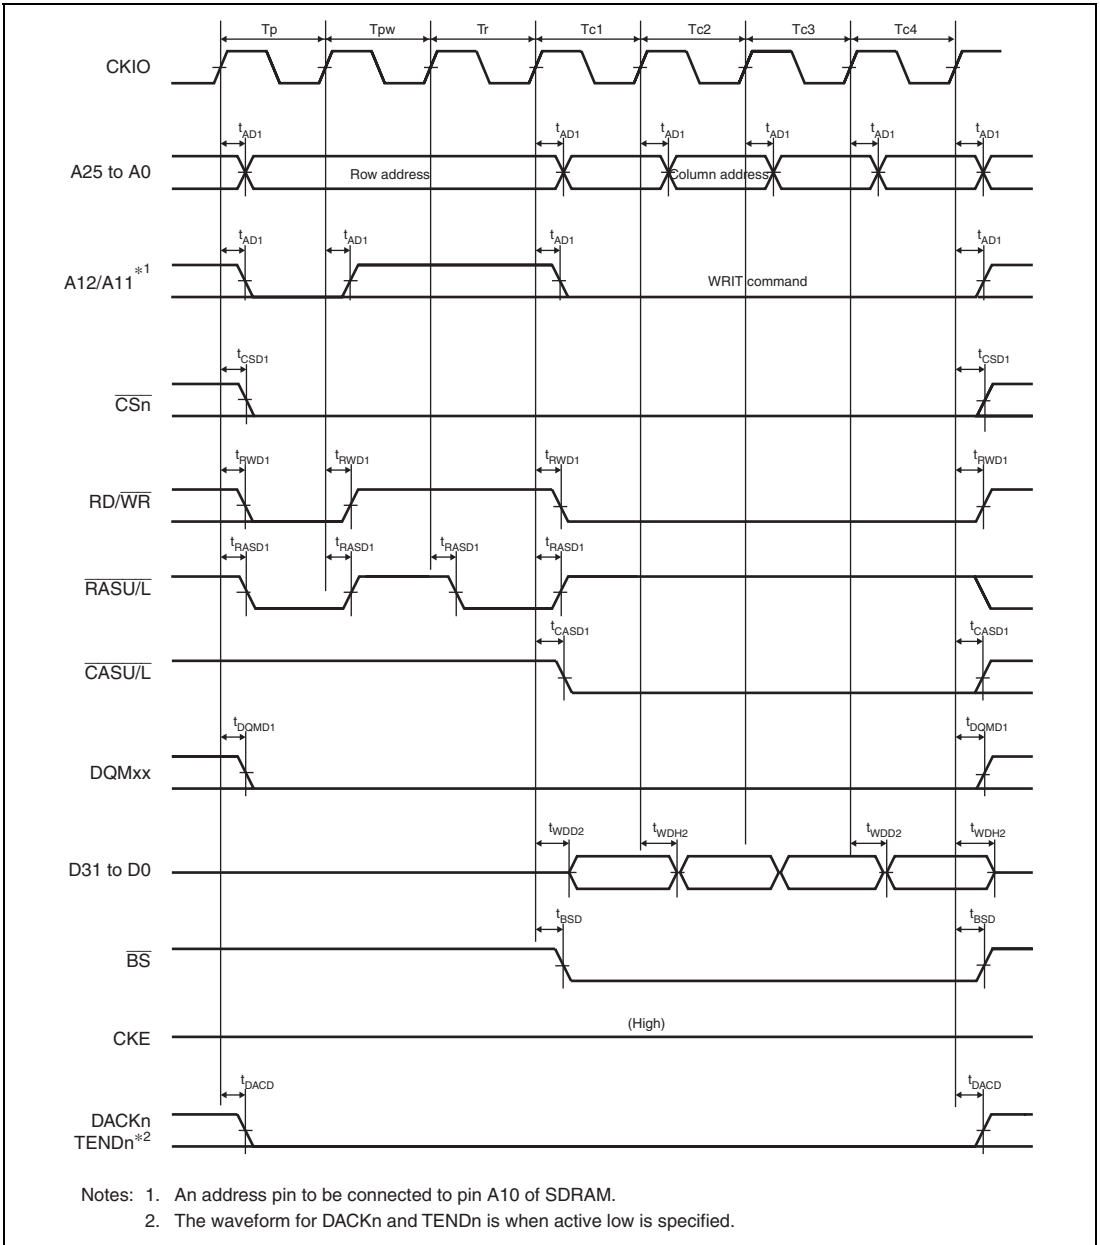 Tp Tpw Tr Tc1 Tc2 Tc3 Tc4
CKIO
tAD1 tAD1 tAD1 tAD1 tAD1 tAD1
A25 to A0 Row address Column address
tAD1 tAD1 tAD1 tAD1
A12/A11*1 WRIT command
tCSD1 tCSD1
CSn
tRWD1 tRWD1 tRWD1 tRWD1
RD/WR
tRASD1 tRASD1 tRASD1 tRASD1
RASU/L
tCASD1 tCASD1
CASU/L
tDQMD1 tDQMD1
DQMxx
tWDD2 tWDH2 tWDD2 tWDH2
D31 to D0
tBSD tBSD
BS
(High)
CKE
tDACD tDACD
DACKn
TENDn*2
Notes: 1. An address pin to be connected to pin A10 of SDRAM.
2. The waveform for DACKn and TENDn is when active low is specified.